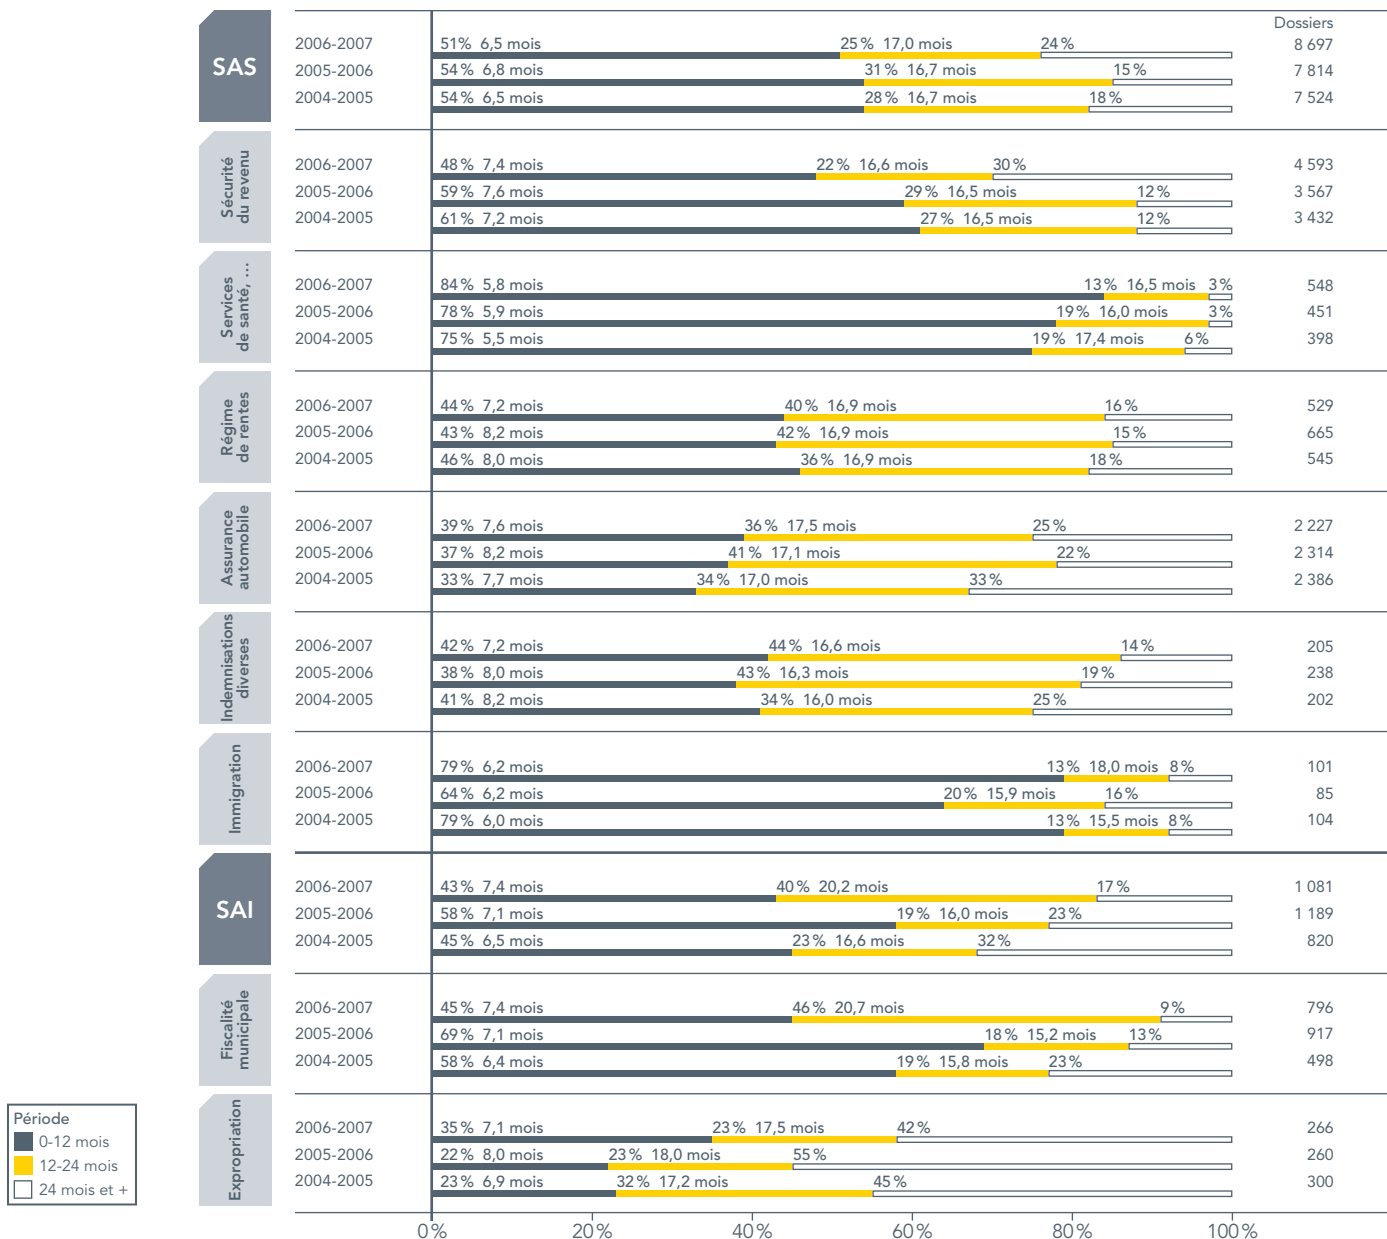 Dossiers
SAS
2006-2007 51% 6,5 mois 25% 17,0 mois 24% 8 697
2005-2006 54% 6,8 mois 31% 16,7 mois 15% 7 814
2004-2005 54% 6,5 mois 28% 16,7 mois 18% 7 524
Sécurité
du revenu
2006-2007 48% 7,4 mois 22% 16,6 mois 30% 4 593
2005-2006 59% 7,6 mois 29% 16,5 mois 12% 3 567
2004-2005 61% 7,2 mois 27% 16,5 mois 12% 3 432
Services
de santé, ...
2006-2007 84% 5,8 mois 13% 16,5 mois 3% 548
2005-2006 78% 5,9 mois 19% 16,0 mois 3% 451
2004-2005 75% 5,5 mois 19% 17,4 mois 6% 398
Régime
de rentes
2006-2007 44% 7,2 mois 40% 16,9 mois 16% 529
2005-2006 43% 8,2 mois 42% 16,9 mois 15% 665
2004-2005 46% 8,0 mois 36% 16,9 mois 18% 545
Assurance
automobile
2006-2007 39% 7,6 mois 36% 17,5 mois 25% 2 227
2005-2006 37% 8,2 mois 41% 17,1 mois 22% 2 314
2004-2005 33% 7,7 mois 34% 17,0 mois 33% 2 386
Indemnisations
diverses
2006-2007 42% 7,2 mois 44% 16,6 mois 14% 205
2005-2006 38% 8,0 mois 43% 16,3 mois 19% 238
2004-2005 41% 8,2 mois 34% 16,0 mois 25% 202
Immigration
2006-2007 79% 6,2 mois 13% 18,0 mois 8% 101
2005-2006 64% 6,2 mois 20% 15,9 mois 16% 85
2004-2005 79% 6,0 mois 13% 15,5 mois 8% 104
SAI
2006-2007 43% 7,4 mois 40% 20,2 mois 17% 1 081
2005-2006 58% 7,1 mois 19% 16,0 mois 23% 1 189
2004-2005 45% 6,5 mois 23% 16,6 mois 32% 820
Fiscalité
municipale
2006-2007 45% 7,4 mois 46% 20,7 mois 9% 796
2005-2006 69% 7,1 mois 18% 15,2 mois 13% 917
2004-2005 58% 6,4 mois 19% 15,8 mois 23% 498
Expropriation
2006-2007 35% 7,1 mois 23% 17,5 mois 42% 266
2005-2006 22% 8,0 mois 23% 18,0 mois 55% 260
2004-2005 23% 6,9 mois 32% 17,2 mois 45% 300
0% 20% 40% 60% 80% 100%
Période
0-12 mois
12-24 mois
24 mois et +